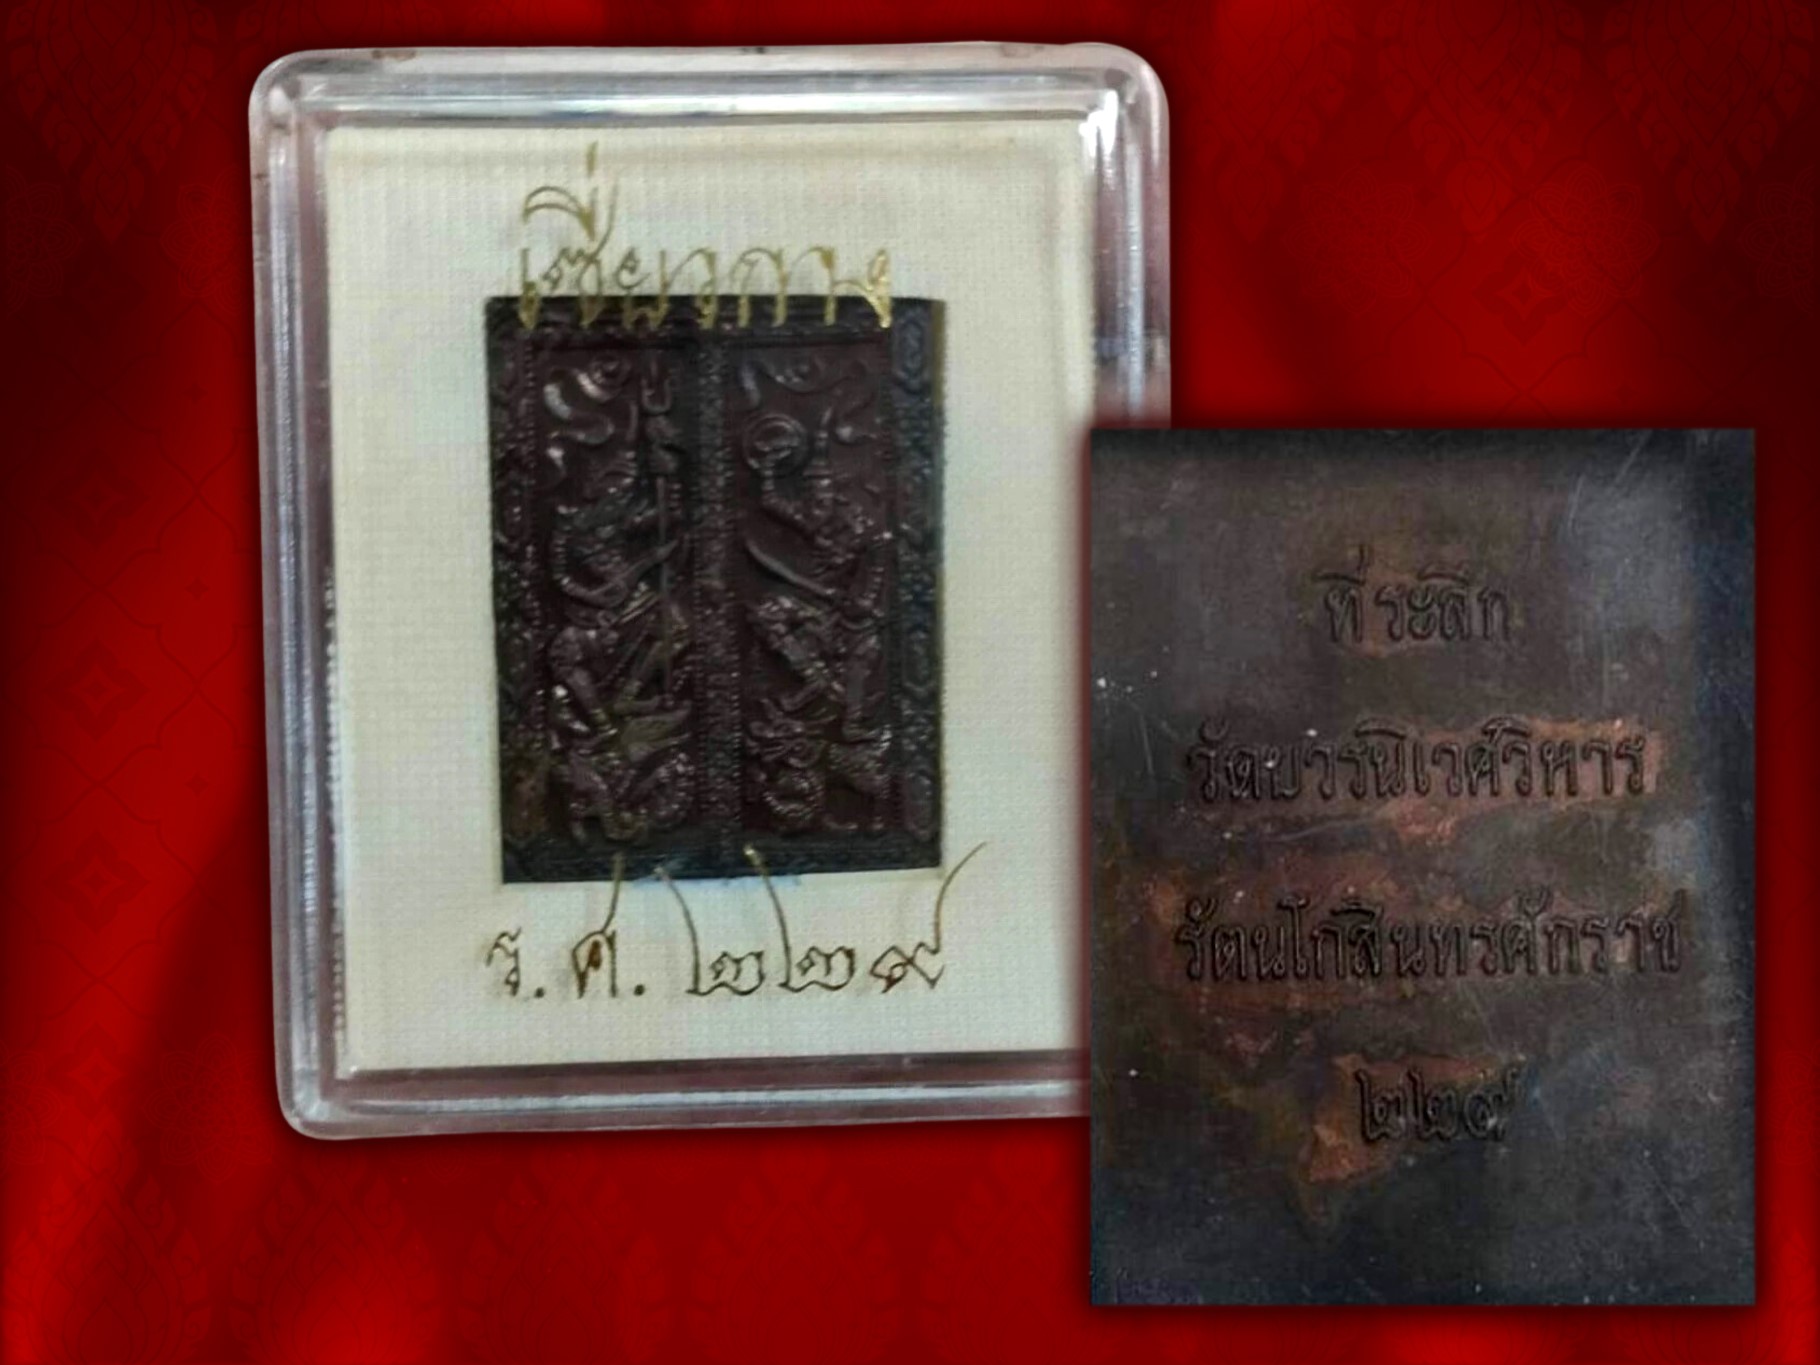 เซี่ยวกาง
ร.ศ. ๒๒๙
ที่ระลึก
วัดบวรนิเวศวิหาร
รัตนโกสินทรศักราช
๒๒๙